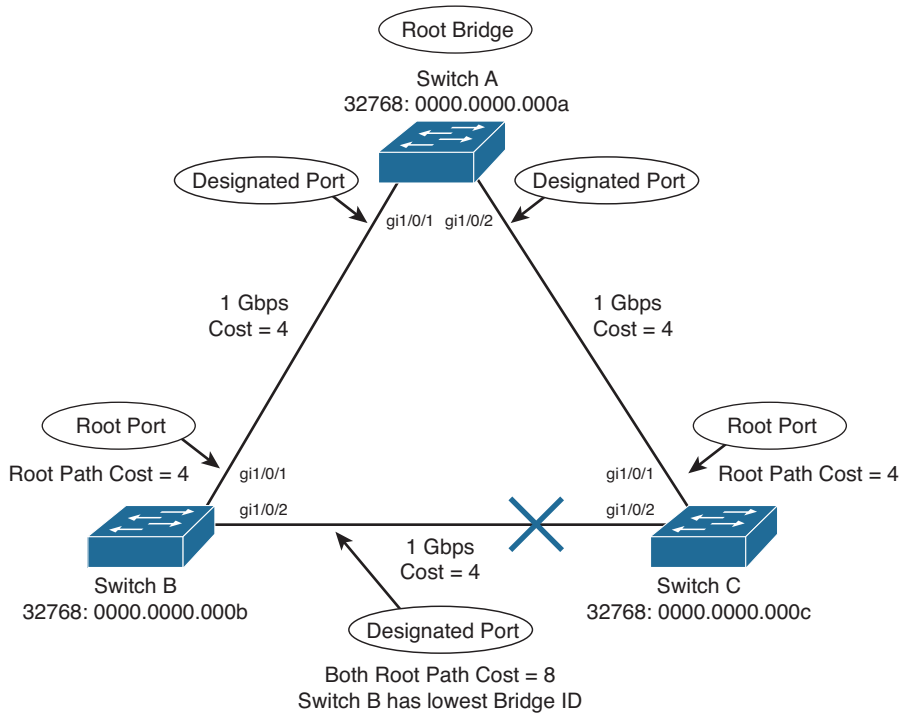 Root Bridge
Switch A
32768: 0000.0000.000a
Designated Port
Designated Port
gi1/0/1
gi1/0/2
1 Gbps
Cost = 4
1 Gbps
Cost = 4
Root Port
Root Port
Root Path Cost = 4
gi1/0/1
gi1/0/1
Root Path Cost = 4
gi1/0/2
gi1/0/2
1 Gbps
Cost = 4
Switch B
32768: 0000.0000.000b
Switch C
32768: 0000.0000.000c
Designated Port
Both Root Path Cost = 8
Switch B has lowest Bridge ID